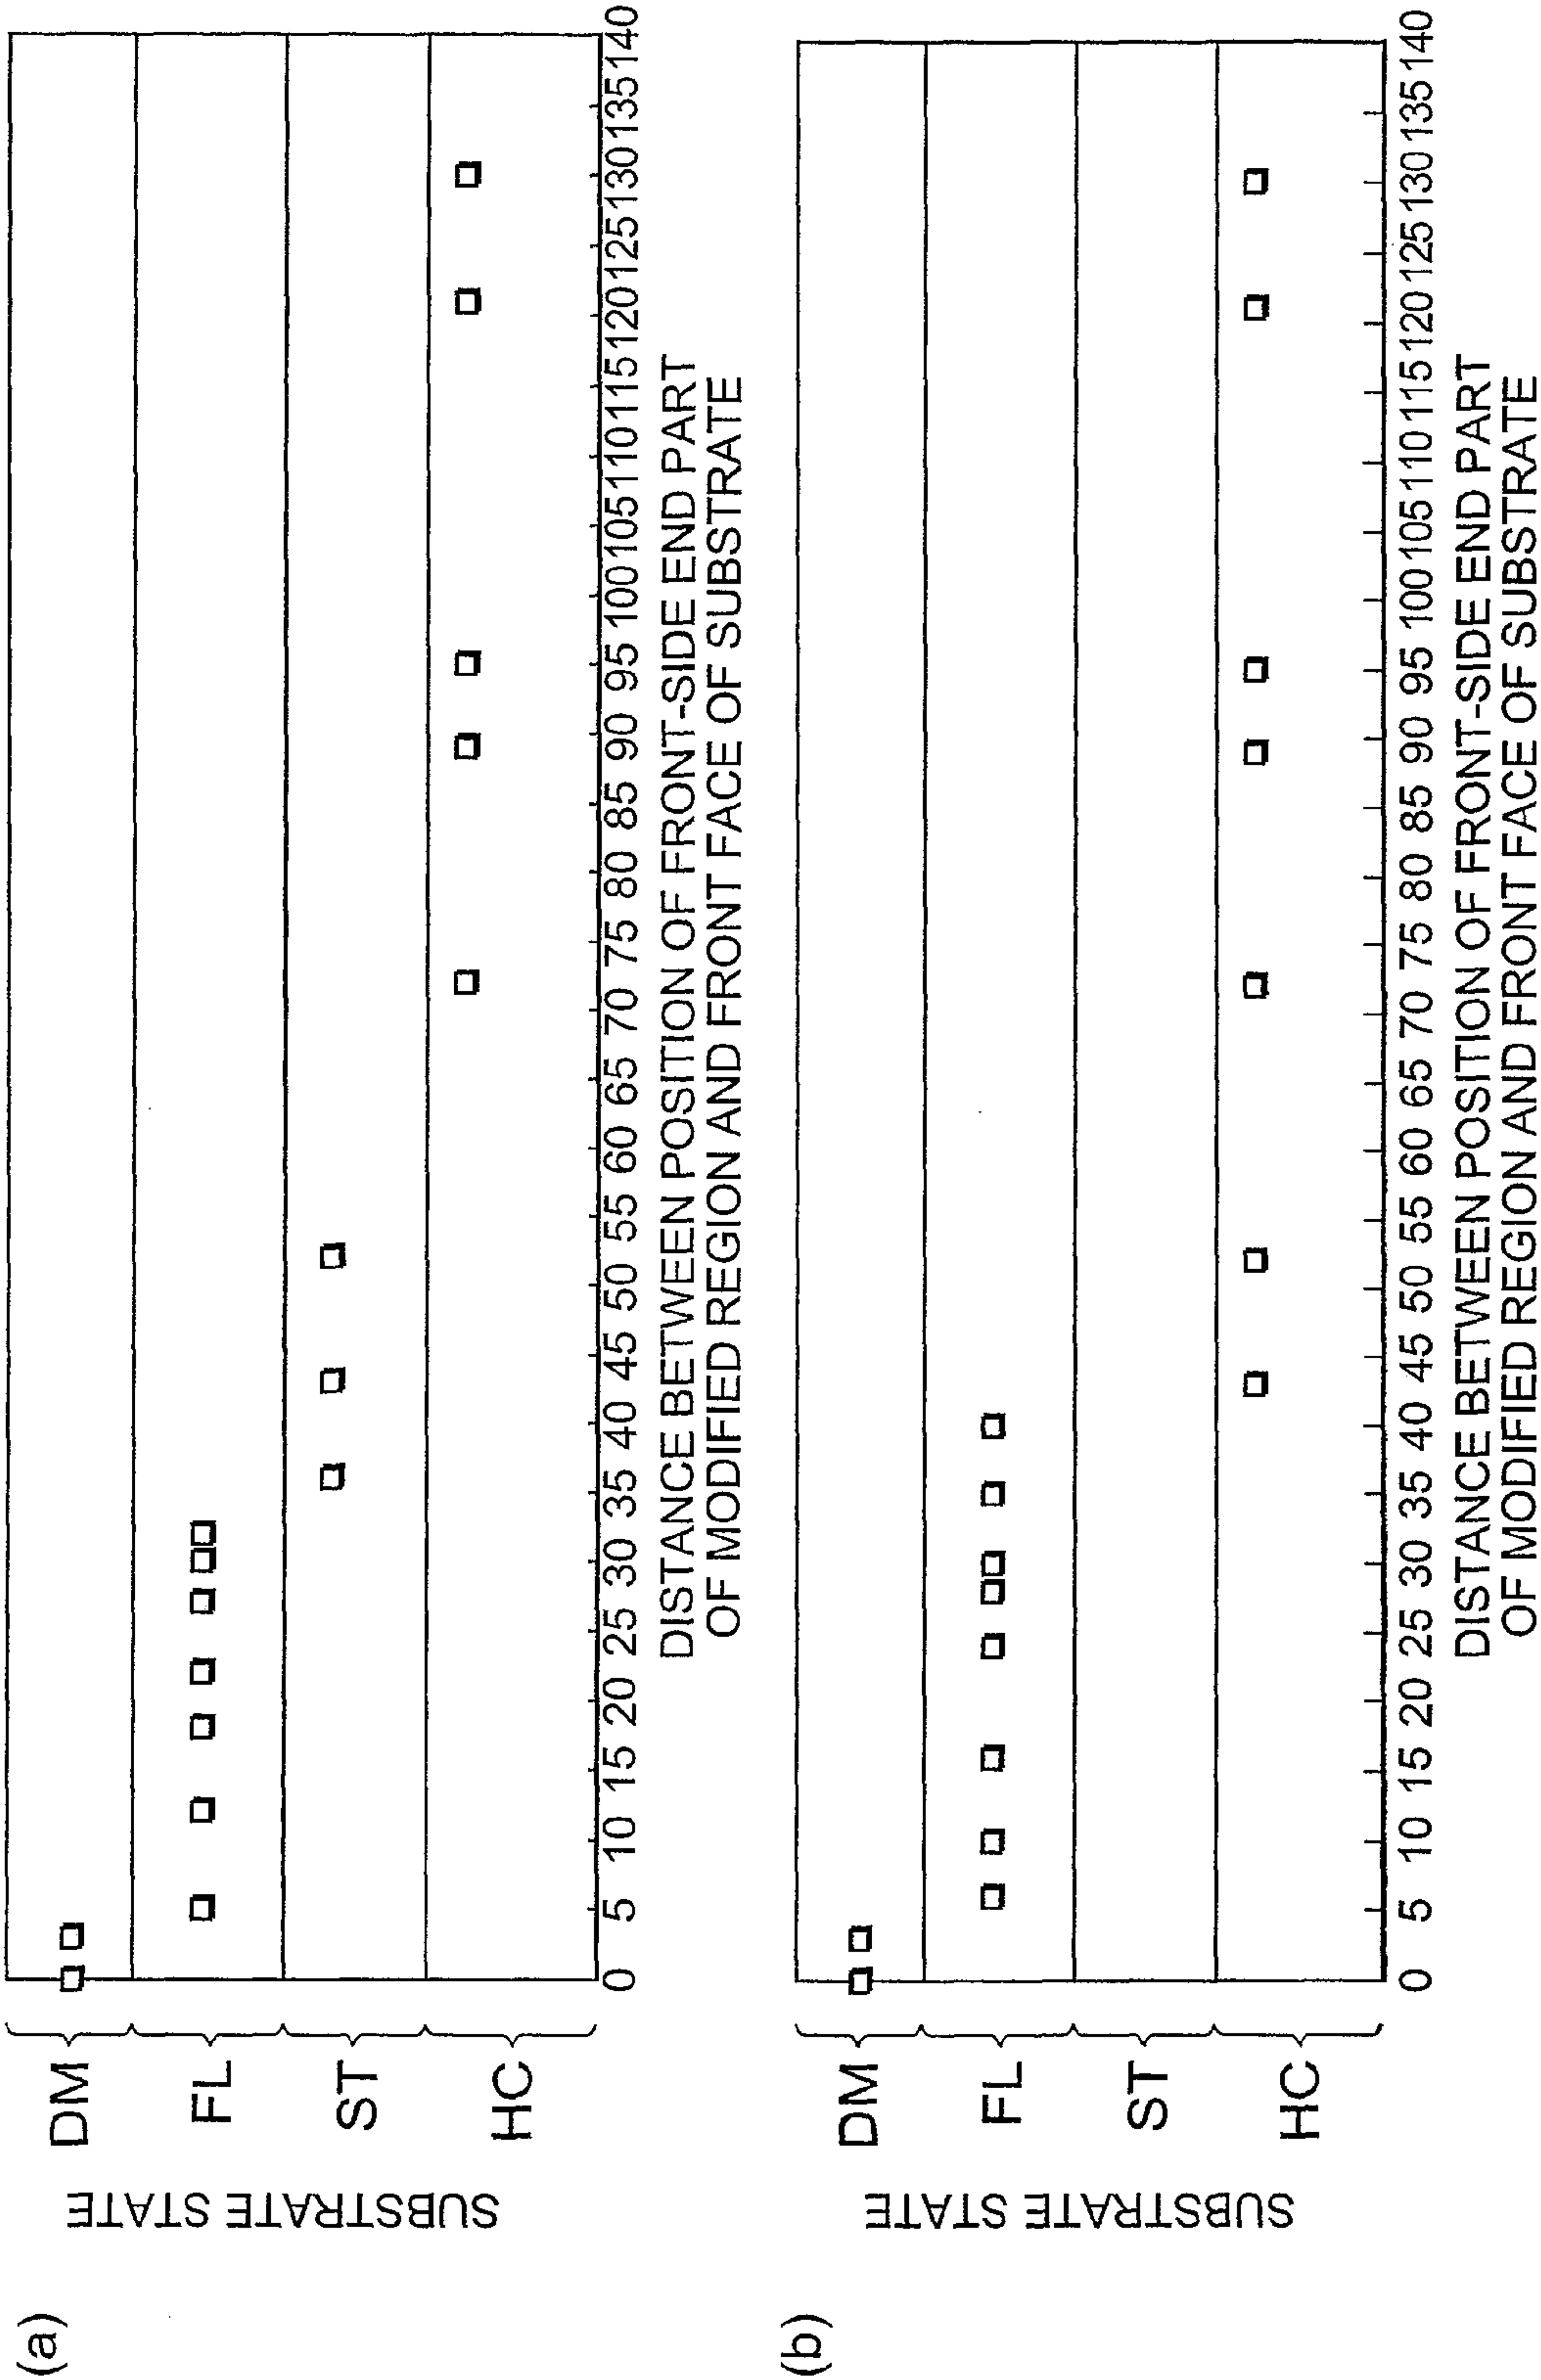 (a)
SUBSTRATE STATE
DM
FL
ST
HC
0 5 10 15 20 25 30 35 40 45 50 55 60 65 70 75 80 85 90 95 100 105 110 115 120 125 130 135 140
DISTANCE BETWEEN POSITION OF FRONT-SIDE END PART
OF MODIFIED REGION AND FRONT FACE OF SUBSTRATE
(b)
SUBSTRATE STATE
DM
FL
ST
HC
0 5 10 15 20 25 30 35 40 45 50 55 60 65 70 75 80 85 90 95 100 105 110 115 120 125 130 135 140
DISTANCE BETWEEN POSITION OF FRONT-SIDE END PART
OF MODIFIED REGION AND FRONT FACE OF SUBSTRATE